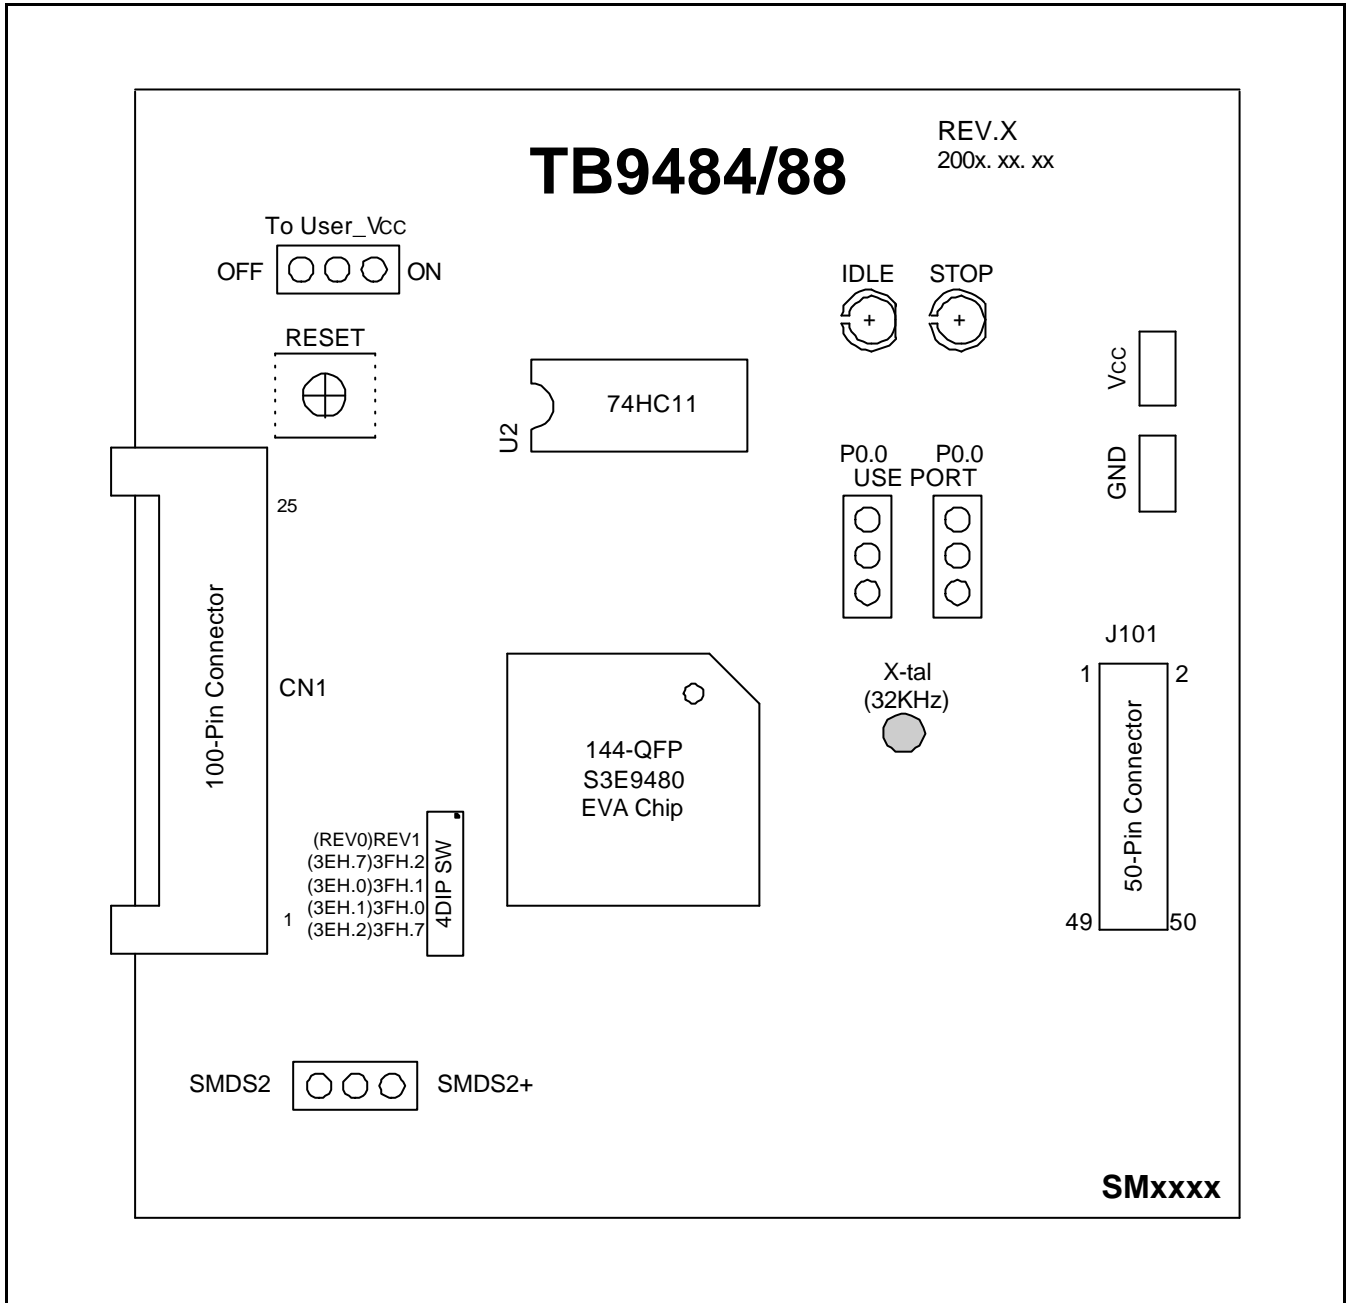 REV.X
200x. xx. xx
TB9484/88
To User_Vcc
OFF
ON
IDLE
STOP
RESET
Vcc
74HC11
U2
P0.0
P0.0
USE PORT
GND
25
100-Pin Connector
CN1
J101
1
2
X-tal
(32KHz)
144-QFP
S3E9480
EVA Chip
50-Pin Connector
(REV0)REV1
(3EH.7)3FH.2
(3EH.0)3FH.1
(3EH.1)3FH.0
(3EH.2)3FH.7
4DIP SW
1
49
50
SMDS2
SMDS2+
SMxxxx